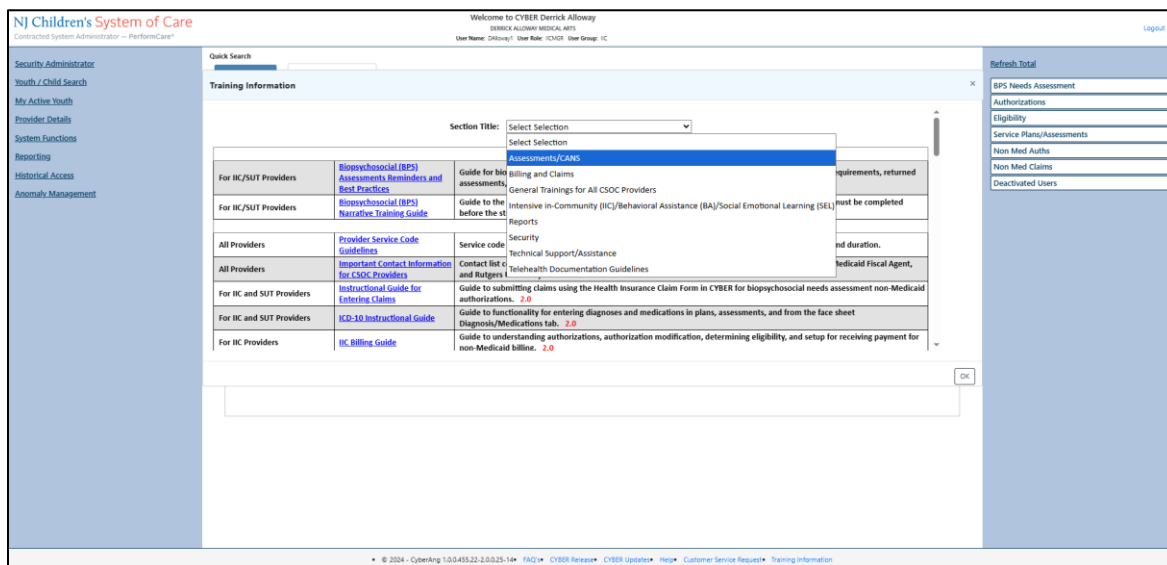 NJ Children's System of Care
Contracted System Administrator — PerformCare®
Welcome to CYBER Derrick Alloway
DERRICK ALLOWAY MEDICAL ARTS
User Name: DAlloway1 User Role: IICMGR User Group: IIC
Logout
Security Administrator
Youth / Child Search
My Active Youth
Provider Details
System Functions
Reporting
Historical Access
Anomaly Management
Quick Search
Training Information
×
Section Title: Select Selection
Select Selection
Assessments/CANS
Billing and Claims
General Trainings for All CSOC Providers
Intensive in-Community (IIC)/Behavioral Assistance (BA)/Social Emotional Learning (SEL)
Reports
Security
Technical Support/Assistance
Telehealth Documentation Guidelines
For IIC/SUT Providers
Biopsychosocial (BPS)
Assessments Reminders and
Best Practices
Guide for bio
equirements, returned
assessments,
For IIC/SUT Providers
Biopsychosocial (BPS)
Narrative Training Guide
Guide to the
must be completed
before the st
All Providers
Provider Service Code
Guidelines
Service code
nd duration.
All Providers
Important Contact Information
for CSOC Providers
Contact list c
Medicaid Fiscal Agent,
and Rutgers
For IIC and SUT Providers
Instructional Guide for
Entering Claims
Guide to submitting claims using the Health Insurance Claim Form in CYBER for biopsychosocial needs assessment non-Medicaid
authorizations. 2.0
For IIC and SUT Providers
ICD-10 Instructional Guide
Guide to functionality for entering diagnoses and medications in plans, assessments, and from the face sheet
Diagnosis/Medications tab. 2.0
For IIC Providers
IIC Billing Guide
Guide to understanding authorizations, authorization modification, determining eligibility, and setup for receiving payment for
non-Medicaid billing. 2.0
OK
Refresh Total
BPS Needs Assessment
Authorizations
Eligibility
Service Plans/Assessments
Non Med Auths
Non Med Claims
Deactivated Users
• © 2024 - CyberAng 1.0.0.455.22-2.0.0.25-14• FAQ's• CYBER Release• CYBER Updates• Help• Customer Service Request• Training Information